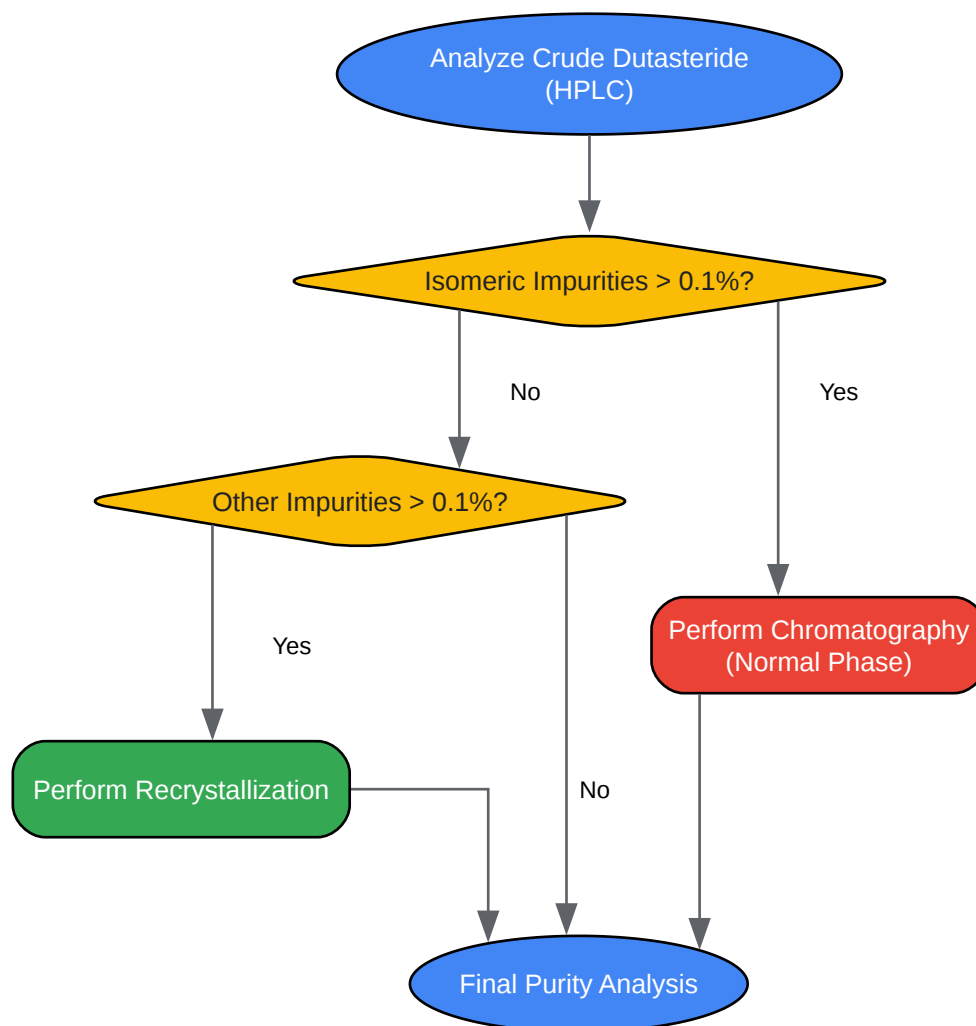 Analyze Crude Dutasteride
(HPLC)
Isomeric Impurities > 0.1%?
No
Yes
Other Impurities > 0.1%?
Perform Chromatography
(Normal Phase)
Yes
Perform Recrystallization
No
Final Purity Analysis